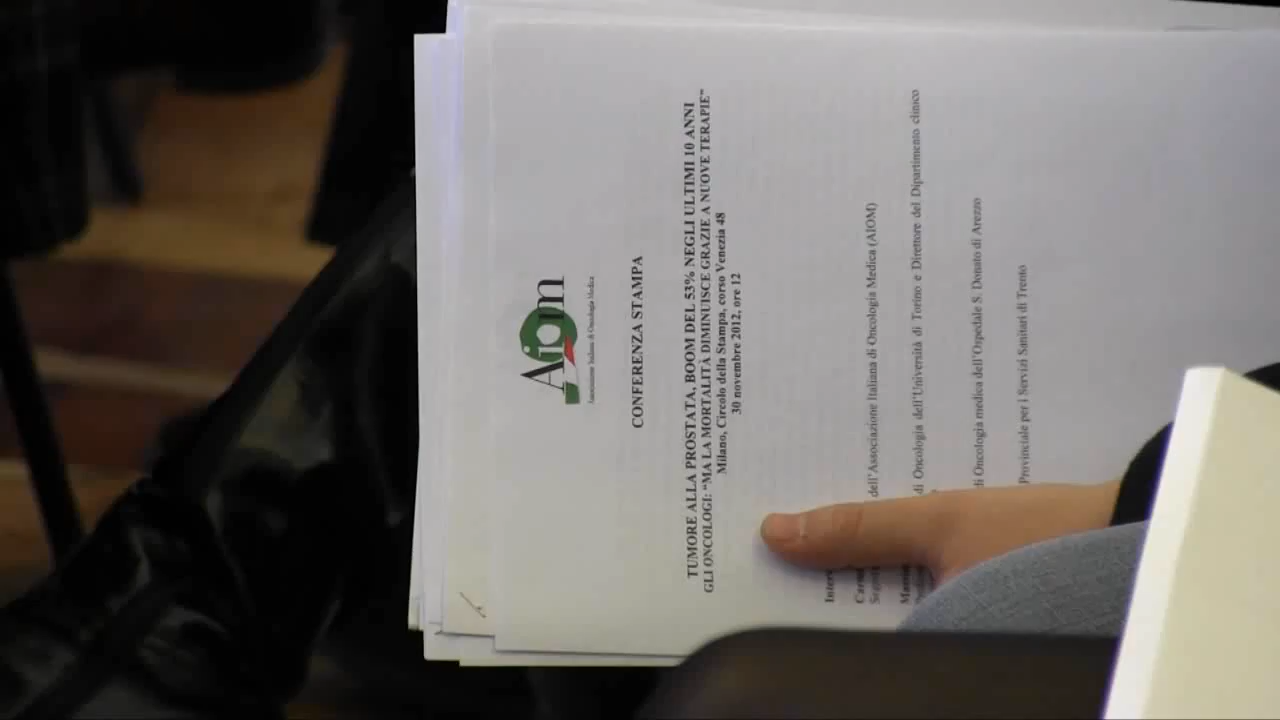 Aiom
Associazione Italiana di Oncologia Medica
CONFERENZA STAMPA
TUMORE ALLA PROSTATA, BOOM DEL 53% NEGLI ULTIMI 10 ANNI
GLI ONCOLOGI: “MA LA MORTALITÀ DIMINUISCE GRAZIE A NUOVE TERAPIE”
Milano, Circolo della Stampa, corso Venezia 48
30 novembre 2012, ore 12
dell'Associazione Italiana di Oncologia Medica (AIOM)
di Oncologia dell'Università di Torino e Direttore del Dipartimento clinico
di Oncologia medica dell'Ospedale S. Donato di Arezzo
Provinciale per i Servizi Sanitari di Trento